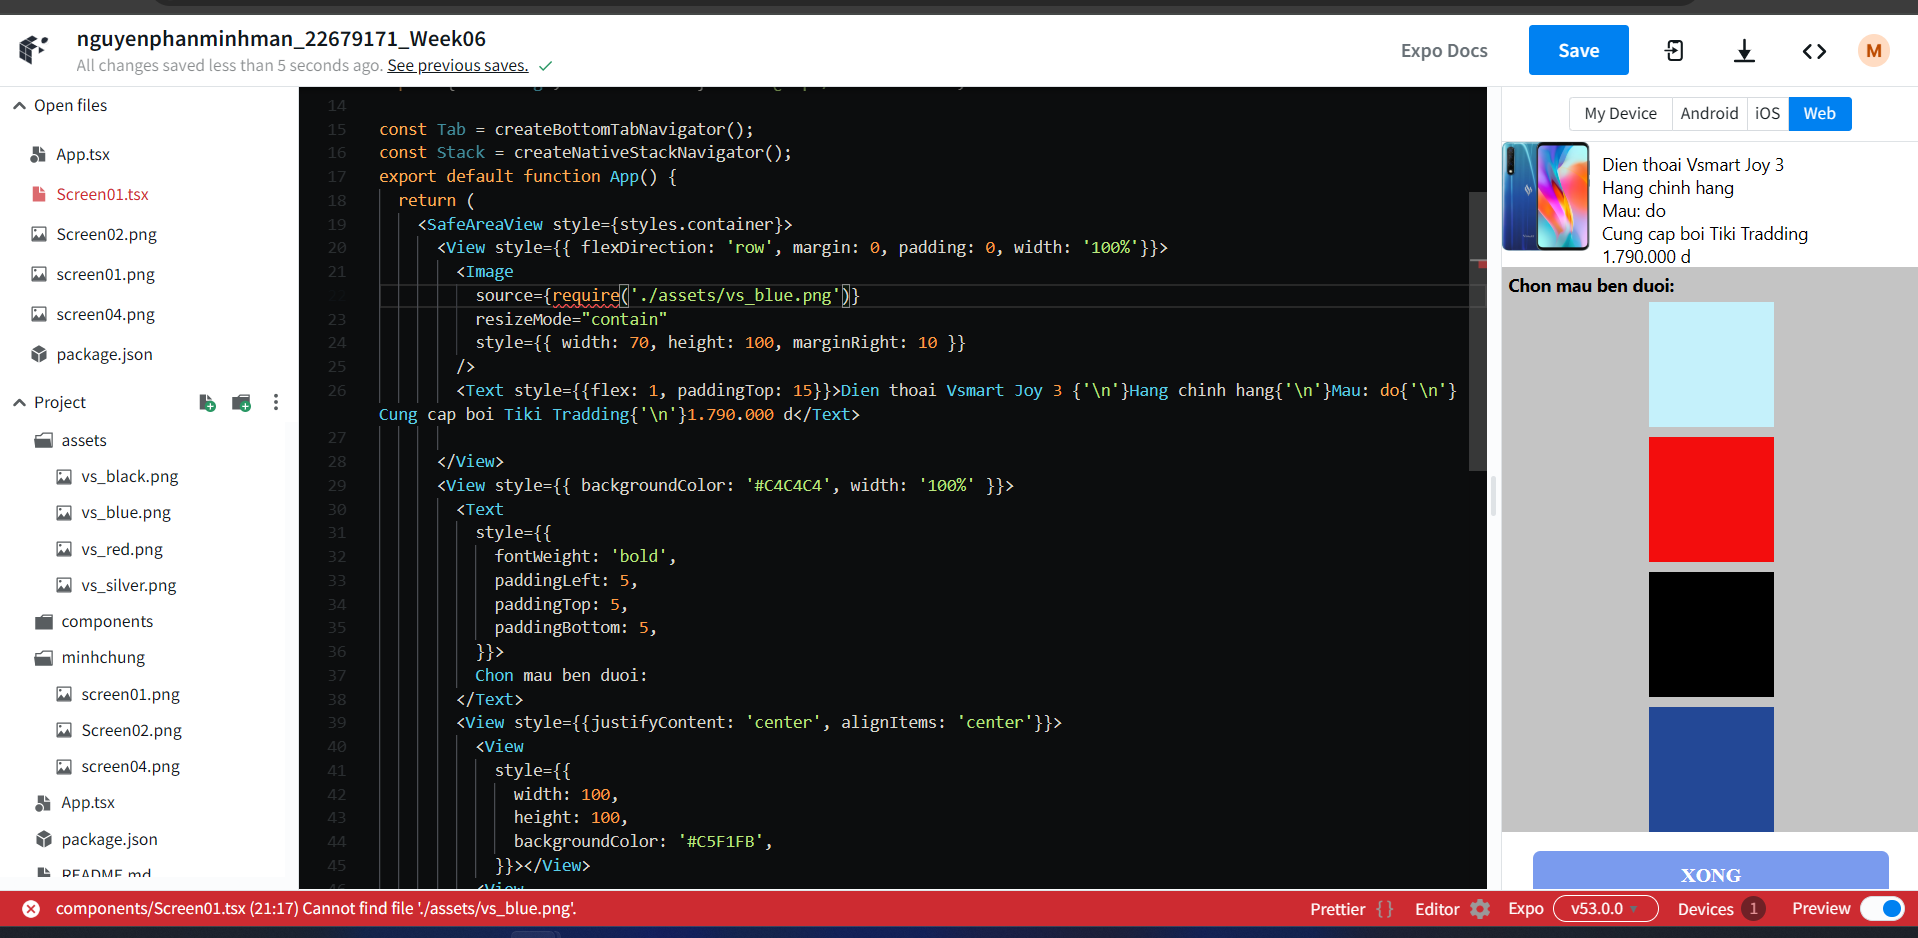 nguyenphanminhman_22679171_Week06
All changes saved less than 5 seconds ago. See previous saves.
Expo Docs
Save
M
Open files
App.tsx
Screen01.tsx
Screen02.png
screen01.png
screen04.png
package.json
Project
assets
vs_black.png
vs_blue.png
vs_red.png
vs_silver.png
components
minhchung
screen01.png
Screen02.png
screen04.png
App.tsx
package.json
README.md
14
15 const Tab = createBottomTabNavigator();
16 const Stack = createNativeStackNavigator();
17 export default function App() {
18 return (
19 <SafeAreaView style={styles.container}>
20 <View style={{ flexDirection: 'row', margin: 0, padding: 0, width: '100%'}}>
21 <Image
source={require('./assets/vs_blue.png')}
23 resizeMode="contain"
24 style={{ width: 70, height: 100, marginRight: 10 }}
25 />
26 <Text style={{flex: 1, paddingTop: 15}}>Dien thoai Vsmart Joy 3 {'\n'}Hang chinh hang{'\n'}Mau: do{'\n'}
Cung cap boi Tiki Tradding{'\n'}1.790.000 d</Text>
27
28 </View>
29 <View style={{ backgroundColor: '#C4C4C4', width: '100%' }}>
30 <Text
31 style={{
32 fontWeight: 'bold',
33 paddingLeft: 5,
34 paddingTop: 5,
35 paddingBottom: 5,
36 }}>
37 Chon mau ben duoi:
38 </Text>
39 <View style={{justifyContent: 'center', alignItems: 'center'}}>
40 <View
41 style={{
42 width: 100,
43 height: 100,
44 backgroundColor: '#C5F1FB',
45 }}></View>
46 <View
My Device Android iOS Web
Dien thoai Vsmart Joy 3
Hang chinh hang
Mau: do
Cung cap boi Tiki Tradding
1.790.000 d
Chon mau ben duoi:
XONG
components/Screen01.tsx (21:17) Cannot find file './assets/vs_blue.png'.
Prettier { } Editor Expo v53.0.0 Devices 1 Preview